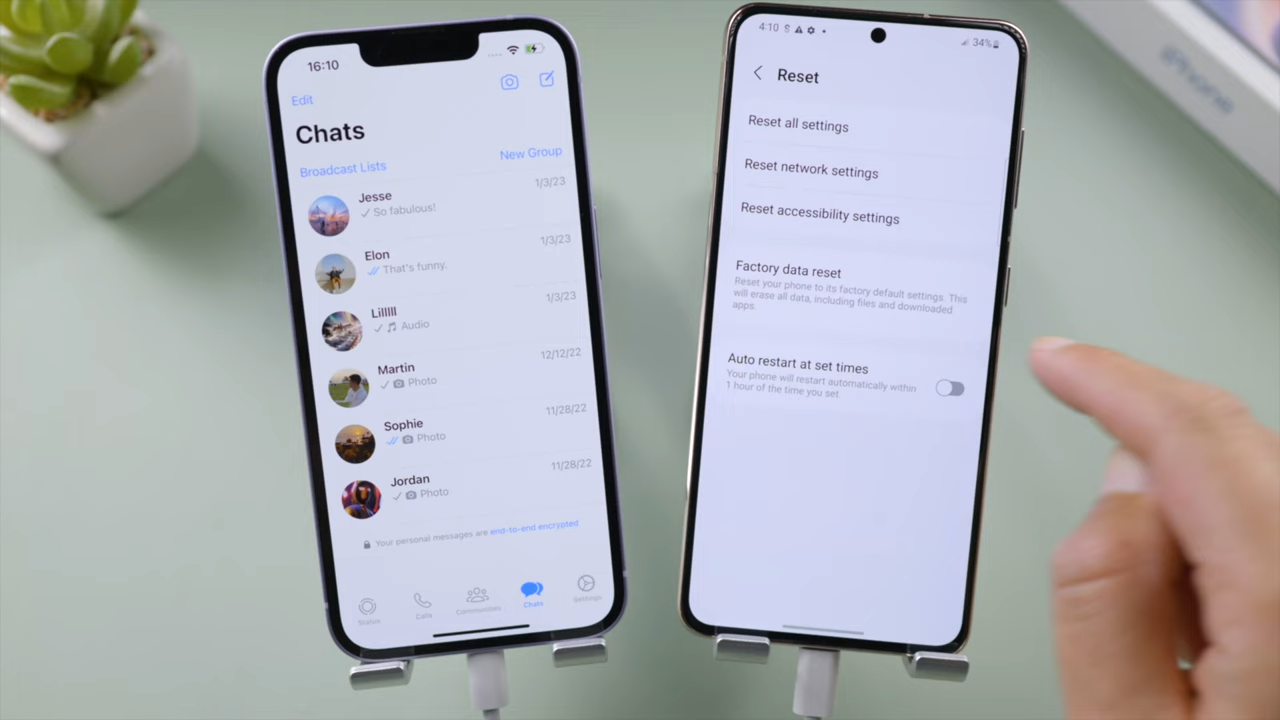 16:10
Edit
Chats
Broadcast Lists
New Group
Jesse
1/3/23
So fabulous!
Elon
1/3/23
That's funny.
Lilllll
1/3/23
Audio
Martin
12/12/22
Photo
Sophie
11/28/22
Photo
Jordan
11/28/22
Photo
Your personal messages are end-to-end encrypted
Status
Calls
Communities
Chats
Settings
4:10
34%
Reset
Reset all settings
Reset network settings
Reset accessibility settings
Factory data reset
Reset your phone to its factory default settings. This
will erase all data, including files and downloaded
apps.
Auto restart at set times
Your phone will restart automatically within
1 hour of the time you set
iPhone